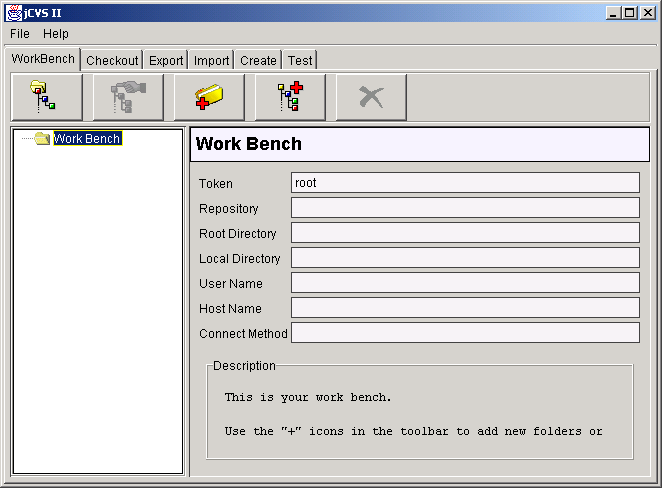 jCVS II
File Help
WorkBench Checkout Export Import Create Test
Work Bench
Work Bench
Token root
Repository
Root Directory
Local Directory
User Name
Host Name
Connect Method
Description
This is your work bench.
Use the "+" icons in the toolbar to add new folders or